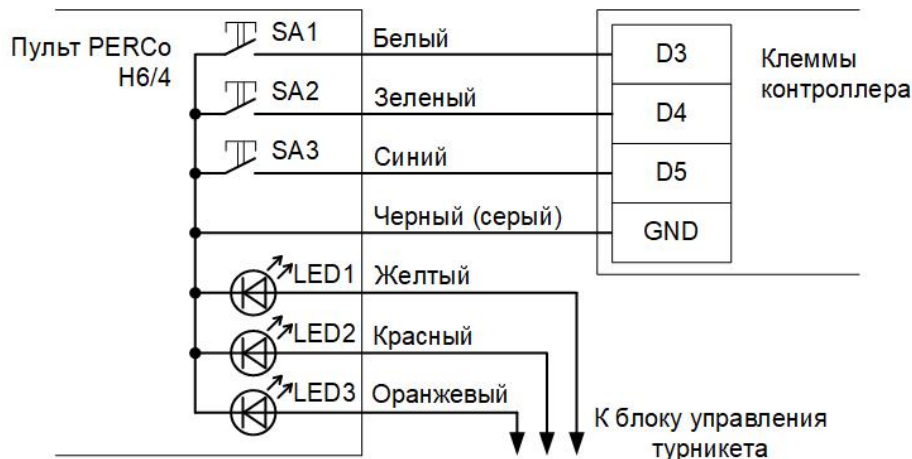 Пульт PERCo
H6/4
SA1
Белый
D3
Клеммы
контроллера
SA2
Зеленый
D4
SA3
Синий
D5
Черный (серый)
GND
LED1
Желтый
LED2
Красный
LED3
Оранжевый
К блоку управления
турникета